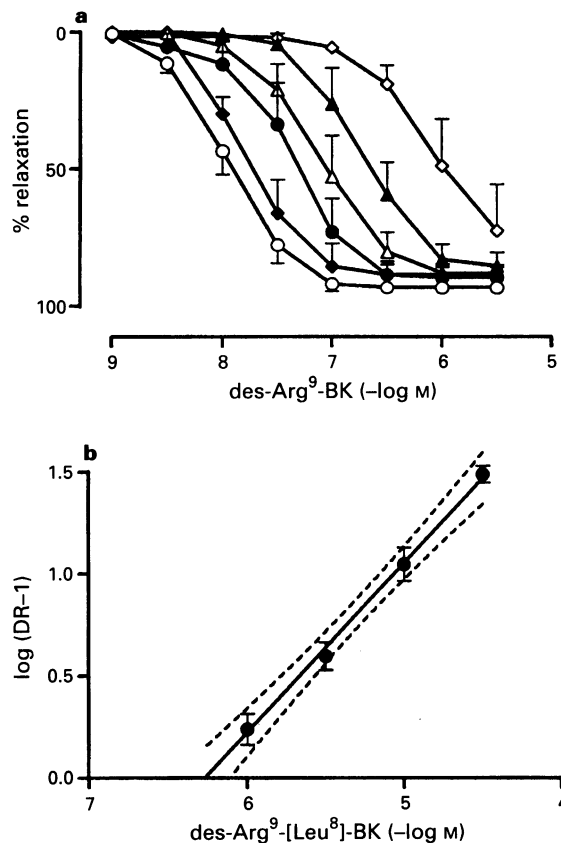 a
0
50
100
% relaxation
9 8 7 6 5
des-Arg⁹-BK (–log M)
b
1.5
1.0
0.5
0.0
log (DR–1)
7 6 5 4
des-Arg⁹-[Leu⁸]-BK (–log M)